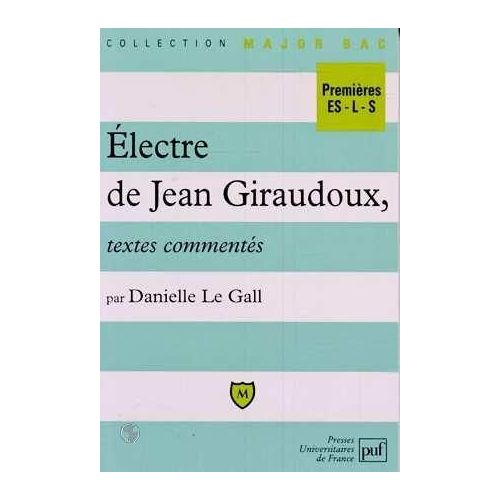 COLLECTION MAJOR BAC
Premières
ES - L - S
Électre
de Jean Giraudoux,
textes commentés
par Danielle Le Gall
M
Presses
Universitaires
de France
puf